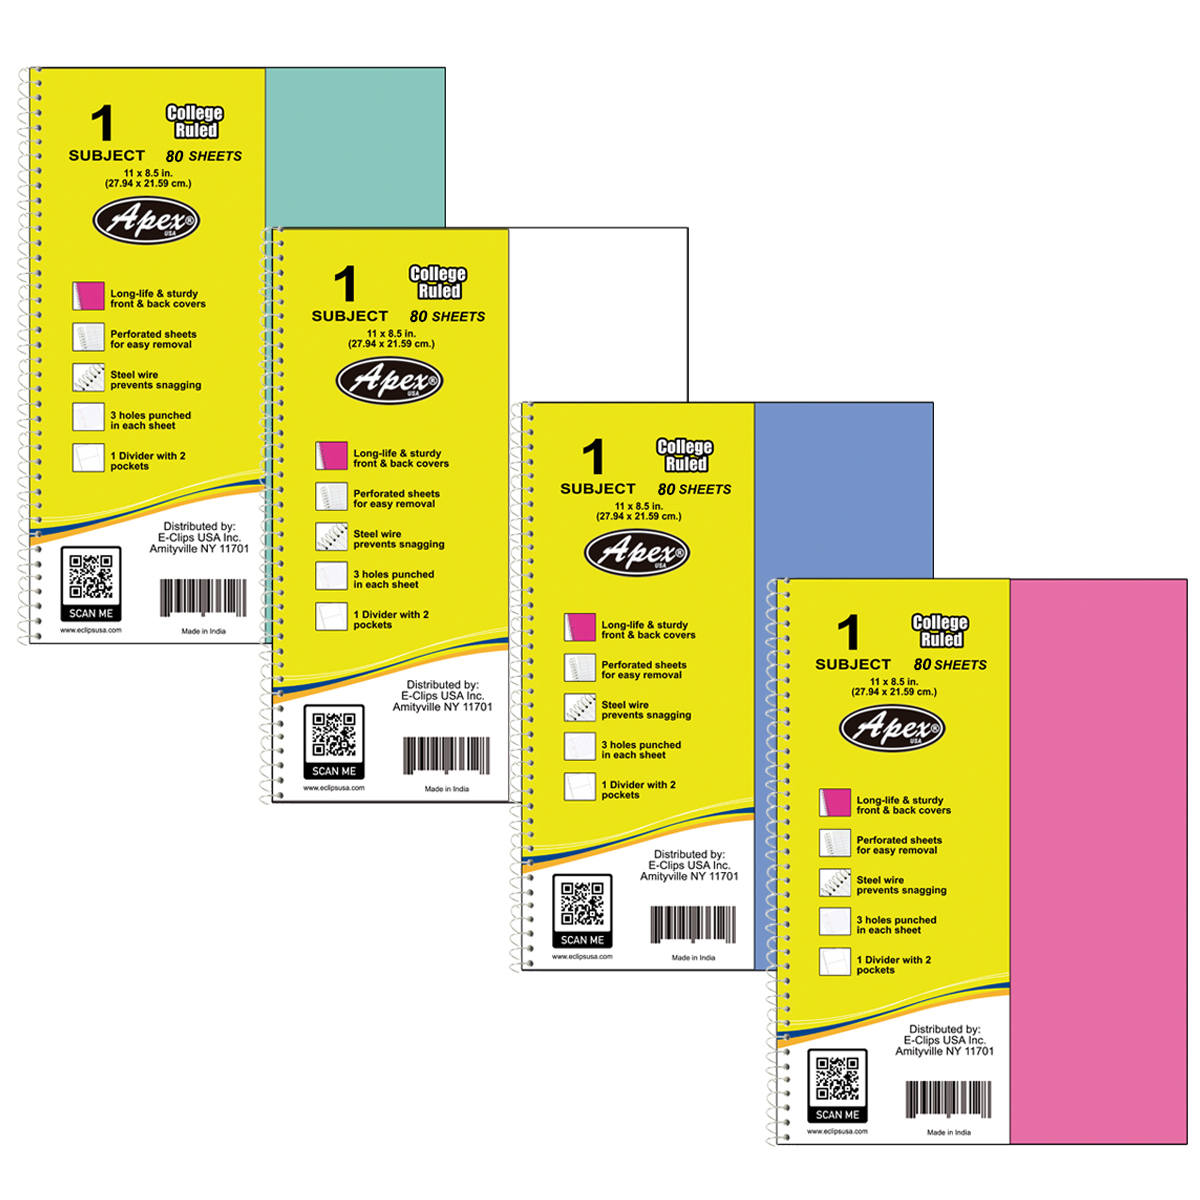 1
SUBJECT
College
Ruled
80 SHEETS
11 x 8.5 in.
(27.94 x 21.59 cm.)
Apex®
USA
Long-life & sturdy
front & back covers
Perforated sheets
for easy removal
Steel wire
prevents snagging
3 holes punched
in each sheet
1 Divider with 2
pockets
Distributed by:
E-Clips USA Inc.
Amityville NY 11701
SCAN ME
www.eclipsusa.com
Made in India
1
SUBJECT
College
Ruled
80 SHEETS
11 x 8.5 in.
(27.94 x 21.59 cm.)
Apex®
USA
Long-life & sturdy
front & back covers
Perforated sheets
for easy removal
Steel wire
prevents snagging
3 holes punched
in each sheet
1 Divider with 2
pockets
Distributed by:
E-Clips USA Inc.
Amityville NY 11701
SCAN ME
www.eclipsusa.com
Made in India
1
SUBJECT
College
Ruled
80 SHEETS
11 x 8.5 in.
(27.94 x 21.59 cm.)
Apex®
USA
Long-life & sturdy
front & back covers
Perforated sheets
for easy removal
Steel wire
prevents snagging
3 holes punched
in each sheet
1 Divider with 2
pockets
Distributed by:
E-Clips USA Inc.
Amityville NY 11701
SCAN ME
www.eclipsusa.com
Made in India
1
SUBJECT
College
Ruled
80 SHEETS
11 x 8.5 in.
(27.94 x 21.59 cm.)
Apex®
USA
Long-life & sturdy
front & back covers
Perforated sheets
for easy removal
Steel wire
prevents snagging
3 holes punched
in each sheet
1 Divider with 2
pockets
Distributed by:
E-Clips USA Inc.
Amityville NY 11701
SCAN ME
www.eclipsusa.com
Made in India